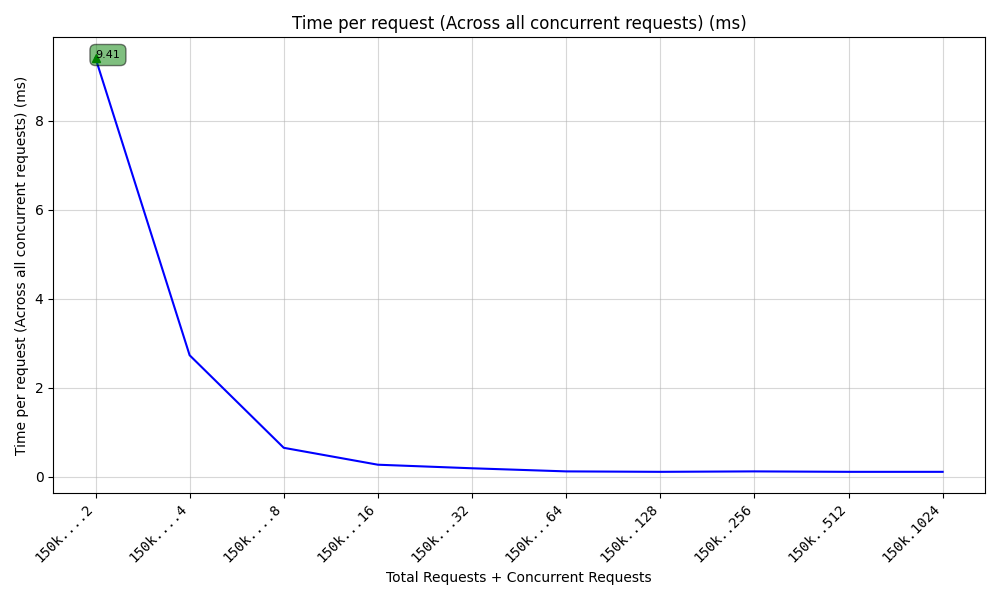 Time per request (Across all concurrent requests) (ms)
9.41
Time per request (Across all concurrent requests) (ms)
8
6
4
2
0
150k....2
150k....4
150k....8
150k...16
150k...32
150k...64
150k..128
150k..256
150k..512
150k.1024
Total Requests + Concurrent Requests